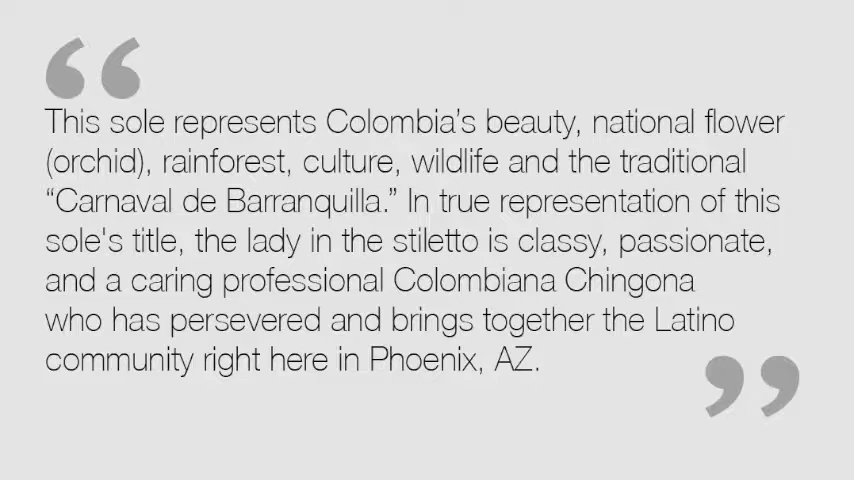 “
This sole represents Colombia’s beauty, national flower
(orchid), rainforest, culture, wildlife and the traditional
“Carnaval de Barranquilla.” In true representation of this
sole's title, the lady in the stiletto is classy, passionate,
and a caring professional Colombiana Chingona
who has persevered and brings together the Latino
community right here in Phoenix, AZ.
”